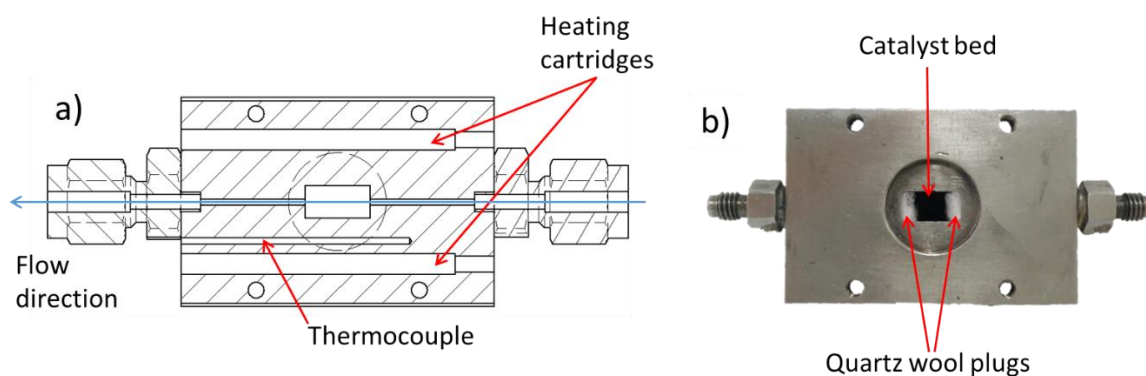 Heating
cartridges
a)
Flow
direction
Thermocouple
Catalyst bed
b)
Quartz wool plugs